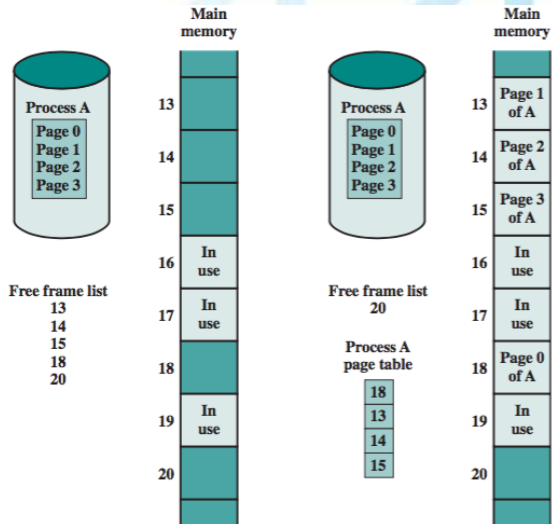 Main
memory
Process A
Page 0
Page 1
Page 2
Page 3
Free frame list
13
14
15
18
20
13
14
15
16
In
use
17
In
use
18
19
In
use
20
Main
memory
Process A
Page 0
Page 1
Page 2
Page 3
Free frame list
20
Process A
page table
18
13
14
15
13
Page 1
of A
14
Page 2
of A
15
Page 3
of A
16
In
use
17
In
use
18
Page 0
of A
19
In
use
20